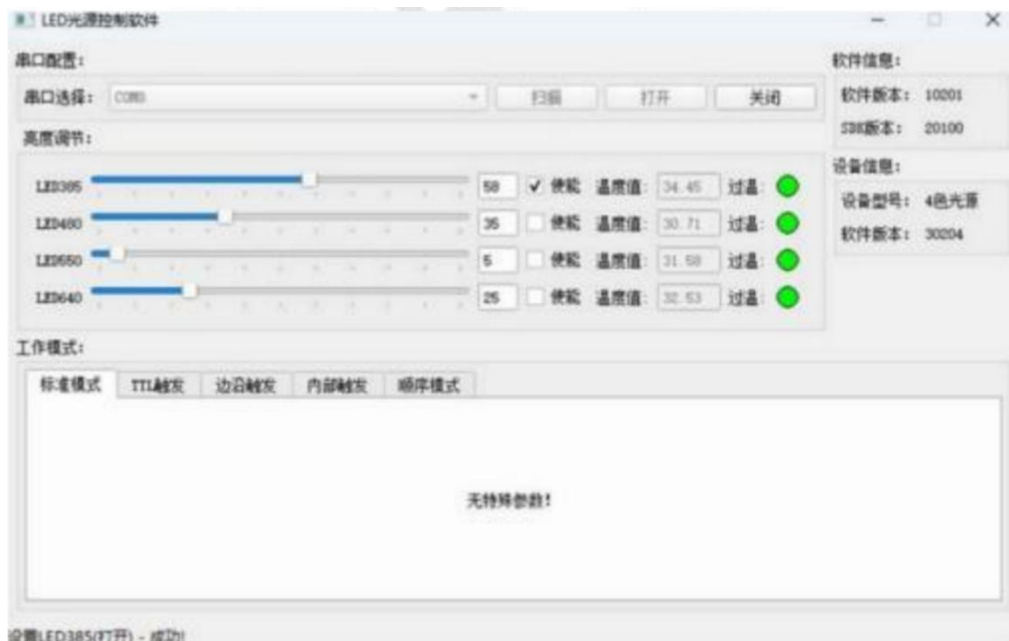 LED光源控制软件
串口配置：
串口选择： COM3 扫描 打开 关闭
亮度调节：
LED385 58 使能 温度值: 34.45 过温:
LED460 35 使能 温度值: 30.71 过温:
LED550 5 使能 温度值: 31.58 过温:
LED640 25 使能 温度值: 32.53 过温:
软件信息：
软件版本： 10201
SDK版本： 20100
设备信息：
设备型号： 4色光源
软件版本： 30204
工作模式：
标准模式 TTL触发 边沿触发 内部触发 顺序模式
无特殊参数！
设置LED385(打开) - 成功!